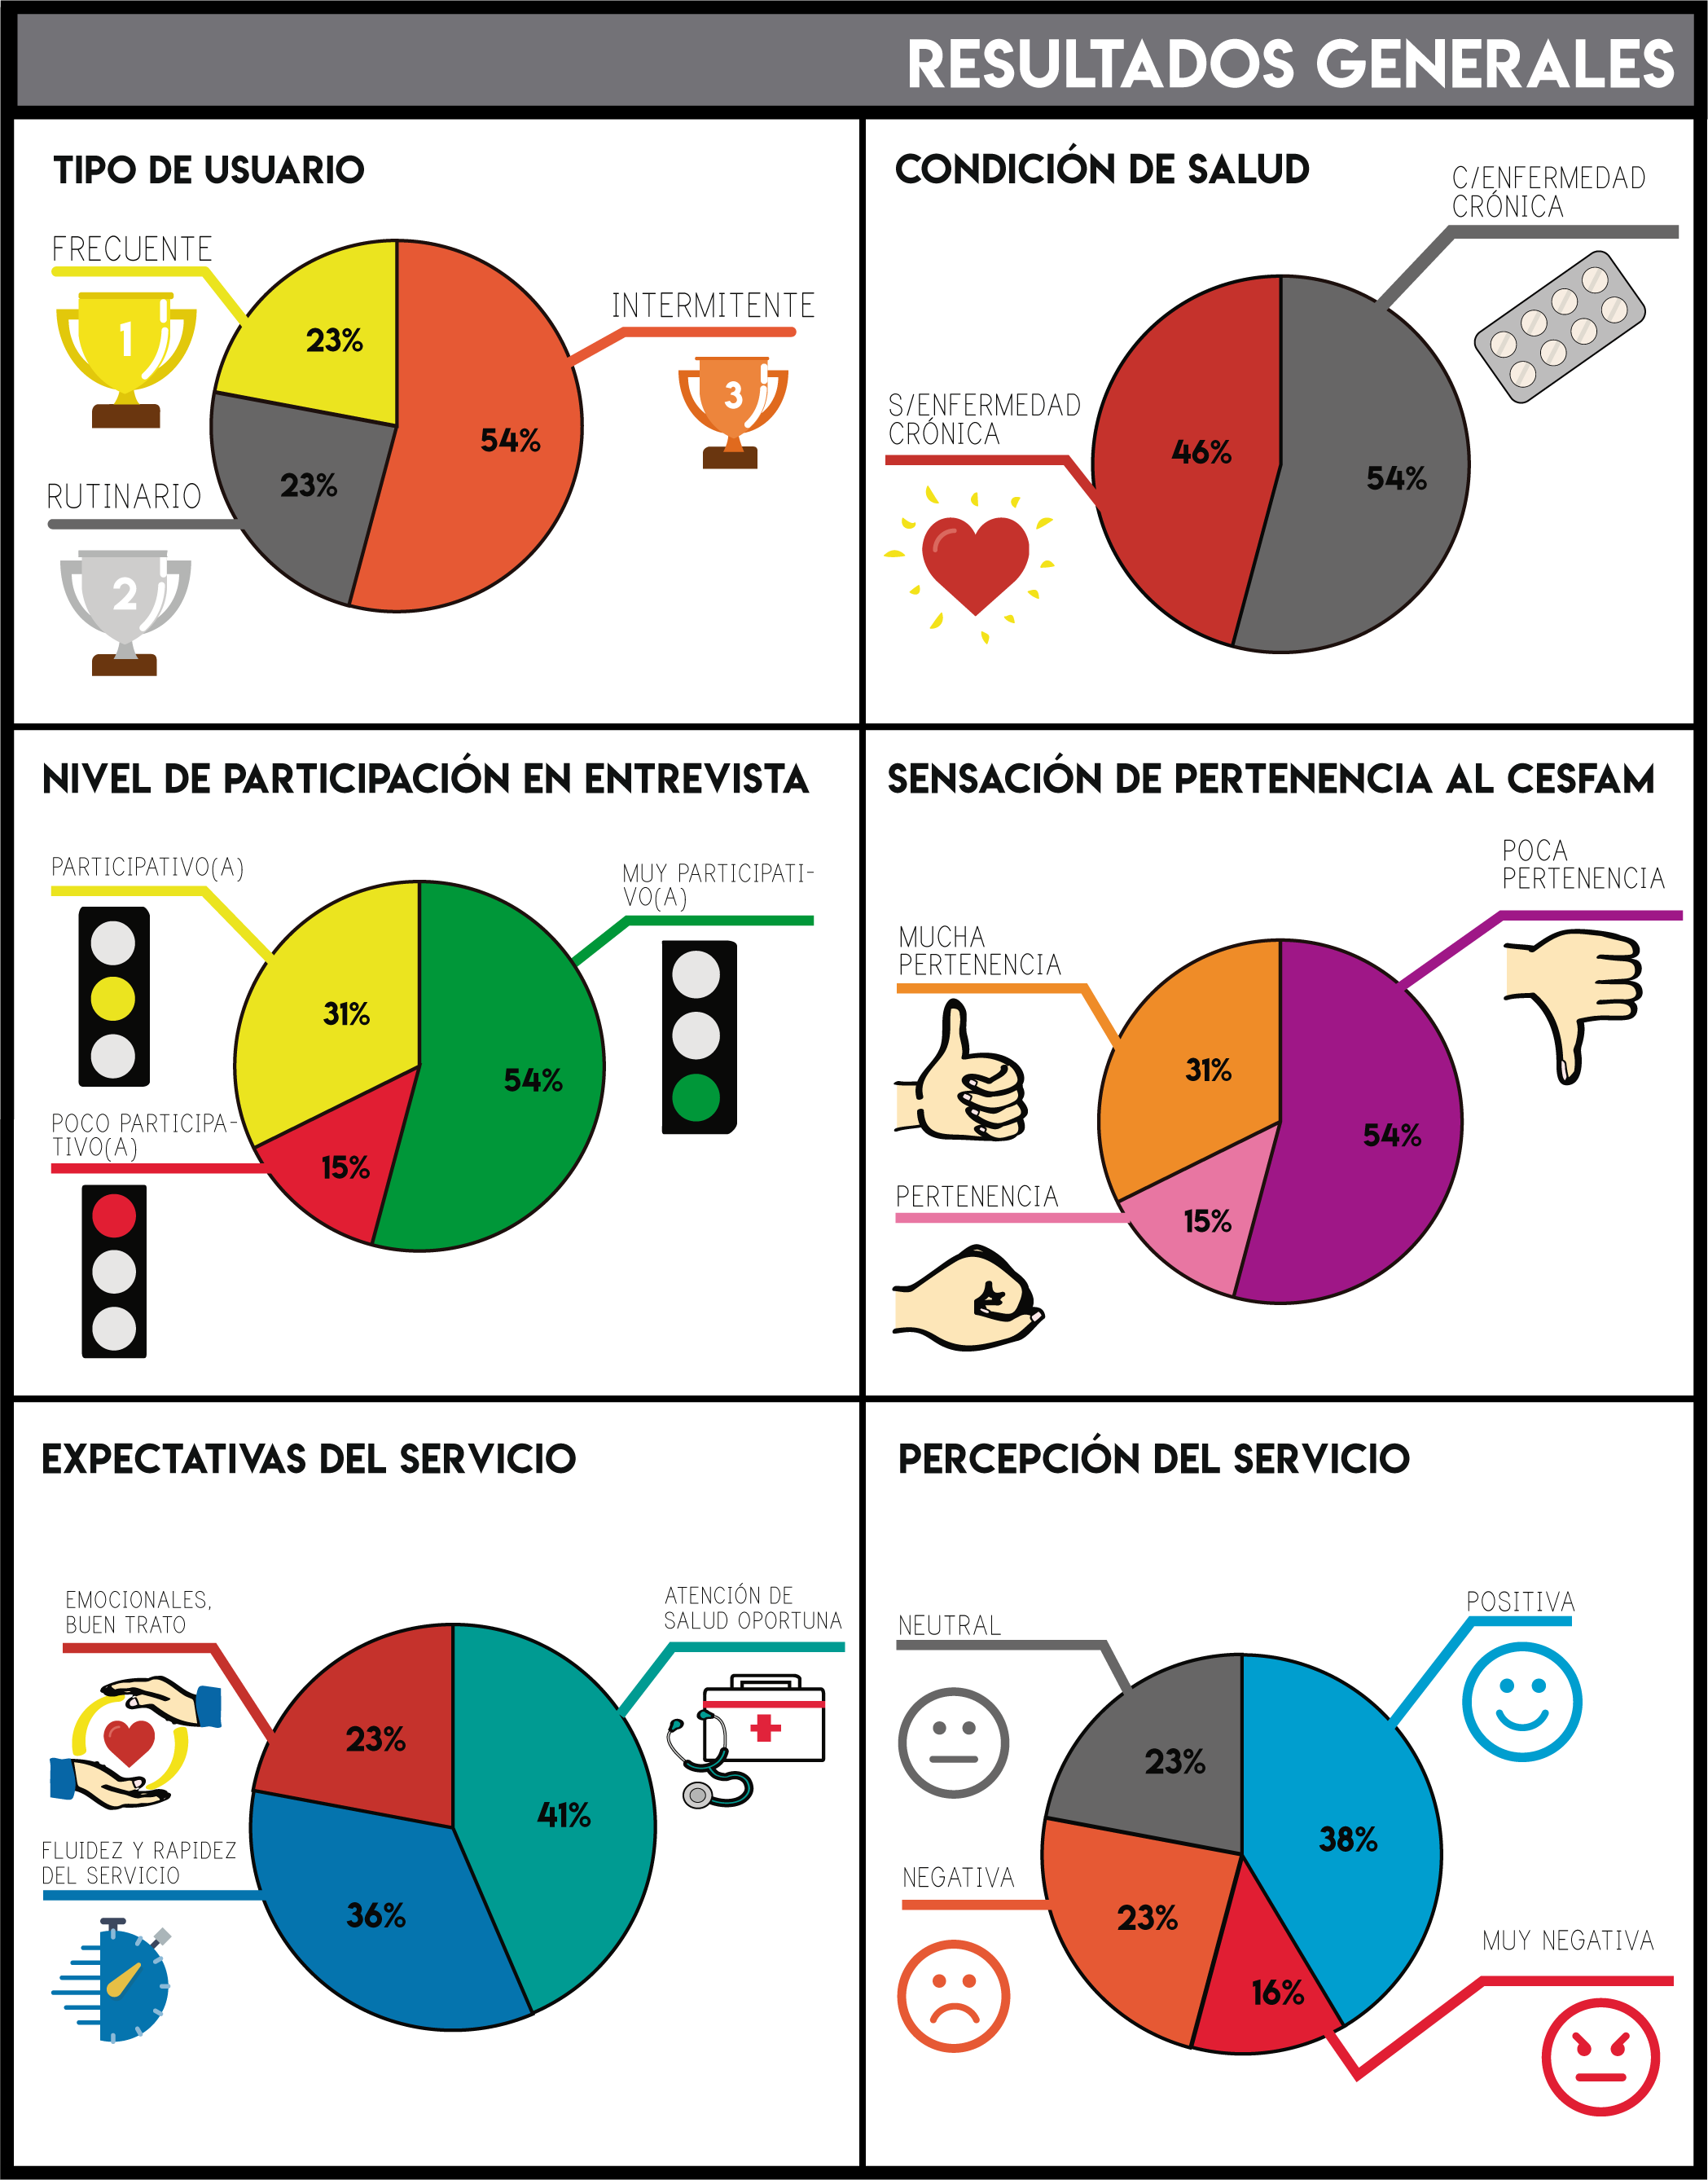 RESULTADOS GENERALES
TIPO DE USUARIO
FRECUENTE
1
23%
INTERMITENTE
3
54%
RUTINARIO
2
23%
CONDICIÓN DE SALUD
C/ENFERMEDAD
CRÓNICA
S/ENFERMEDAD
CRÓNICA
46%
54%
NIVEL DE PARTICIPACIÓN EN ENTREVISTA
PARTICIPATIVO(A)
MUY PARTICIPATI-
VO(A)
31%
54%
POCO PARTICIPA-
TIVO(A)
15%
SENSACIÓN DE PERTENENCIA AL CESFAM
POCA
PERTENENCIA
MUCHA
PERTENENCIA
31%
54%
PERTENENCIA
15%
EXPECTATIVAS DEL SERVICIO
EMOCIONALES,
BUEN TRATO
ATENCIÓN DE
SALUD OPORTUNA
23%
41%
FLUIDEZ Y RAPIDEZ
DEL SERVICIO
36%
PERCEPCIÓN DEL SERVICIO
POSITIVA
NEUTRAL
23%
38%
NEGATIVA
23%
MUY NEGATIVA
16%